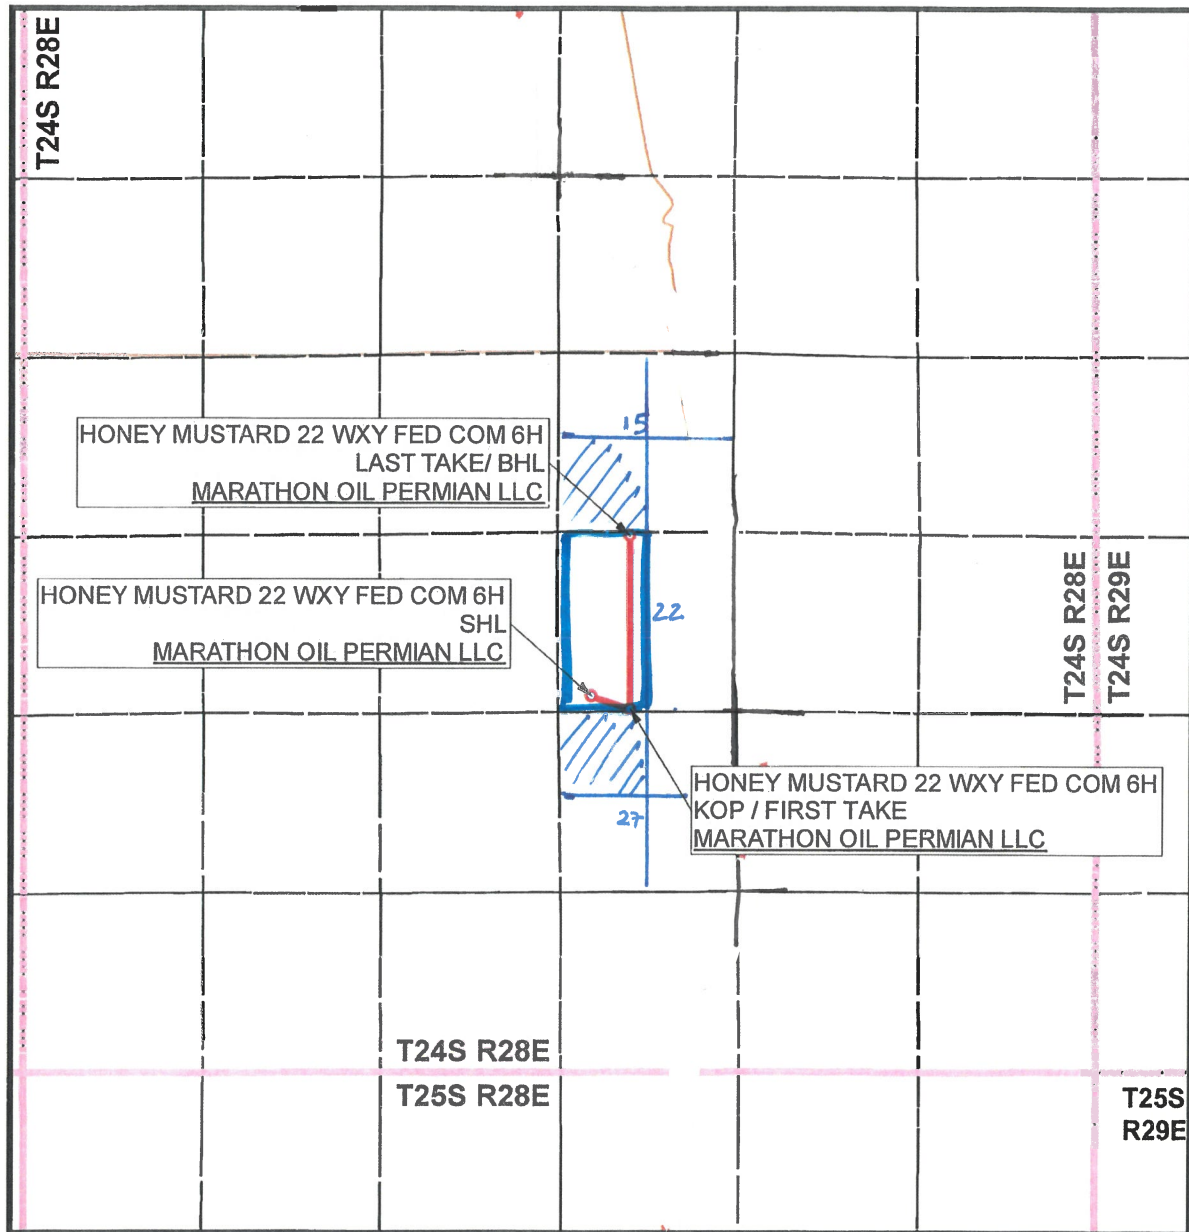 T24S R28E
15
HONEY MUSTARD 22 WXY FED COM 6H
LAST TAKE/ BHL
MARATHON OIL PERMIAN LLC
HONEY MUSTARD 22 WXY FED COM 6H
SHL
MARATHON OIL PERMIAN LLC
22
T24S R28E
T24S R29E
HONEY MUSTARD 22 WXY FED COM 6H
KOP / FIRST TAKE
MARATHON OIL PERMIAN LLC
27
T24S R28E
T25S R28E
T25S
R29E